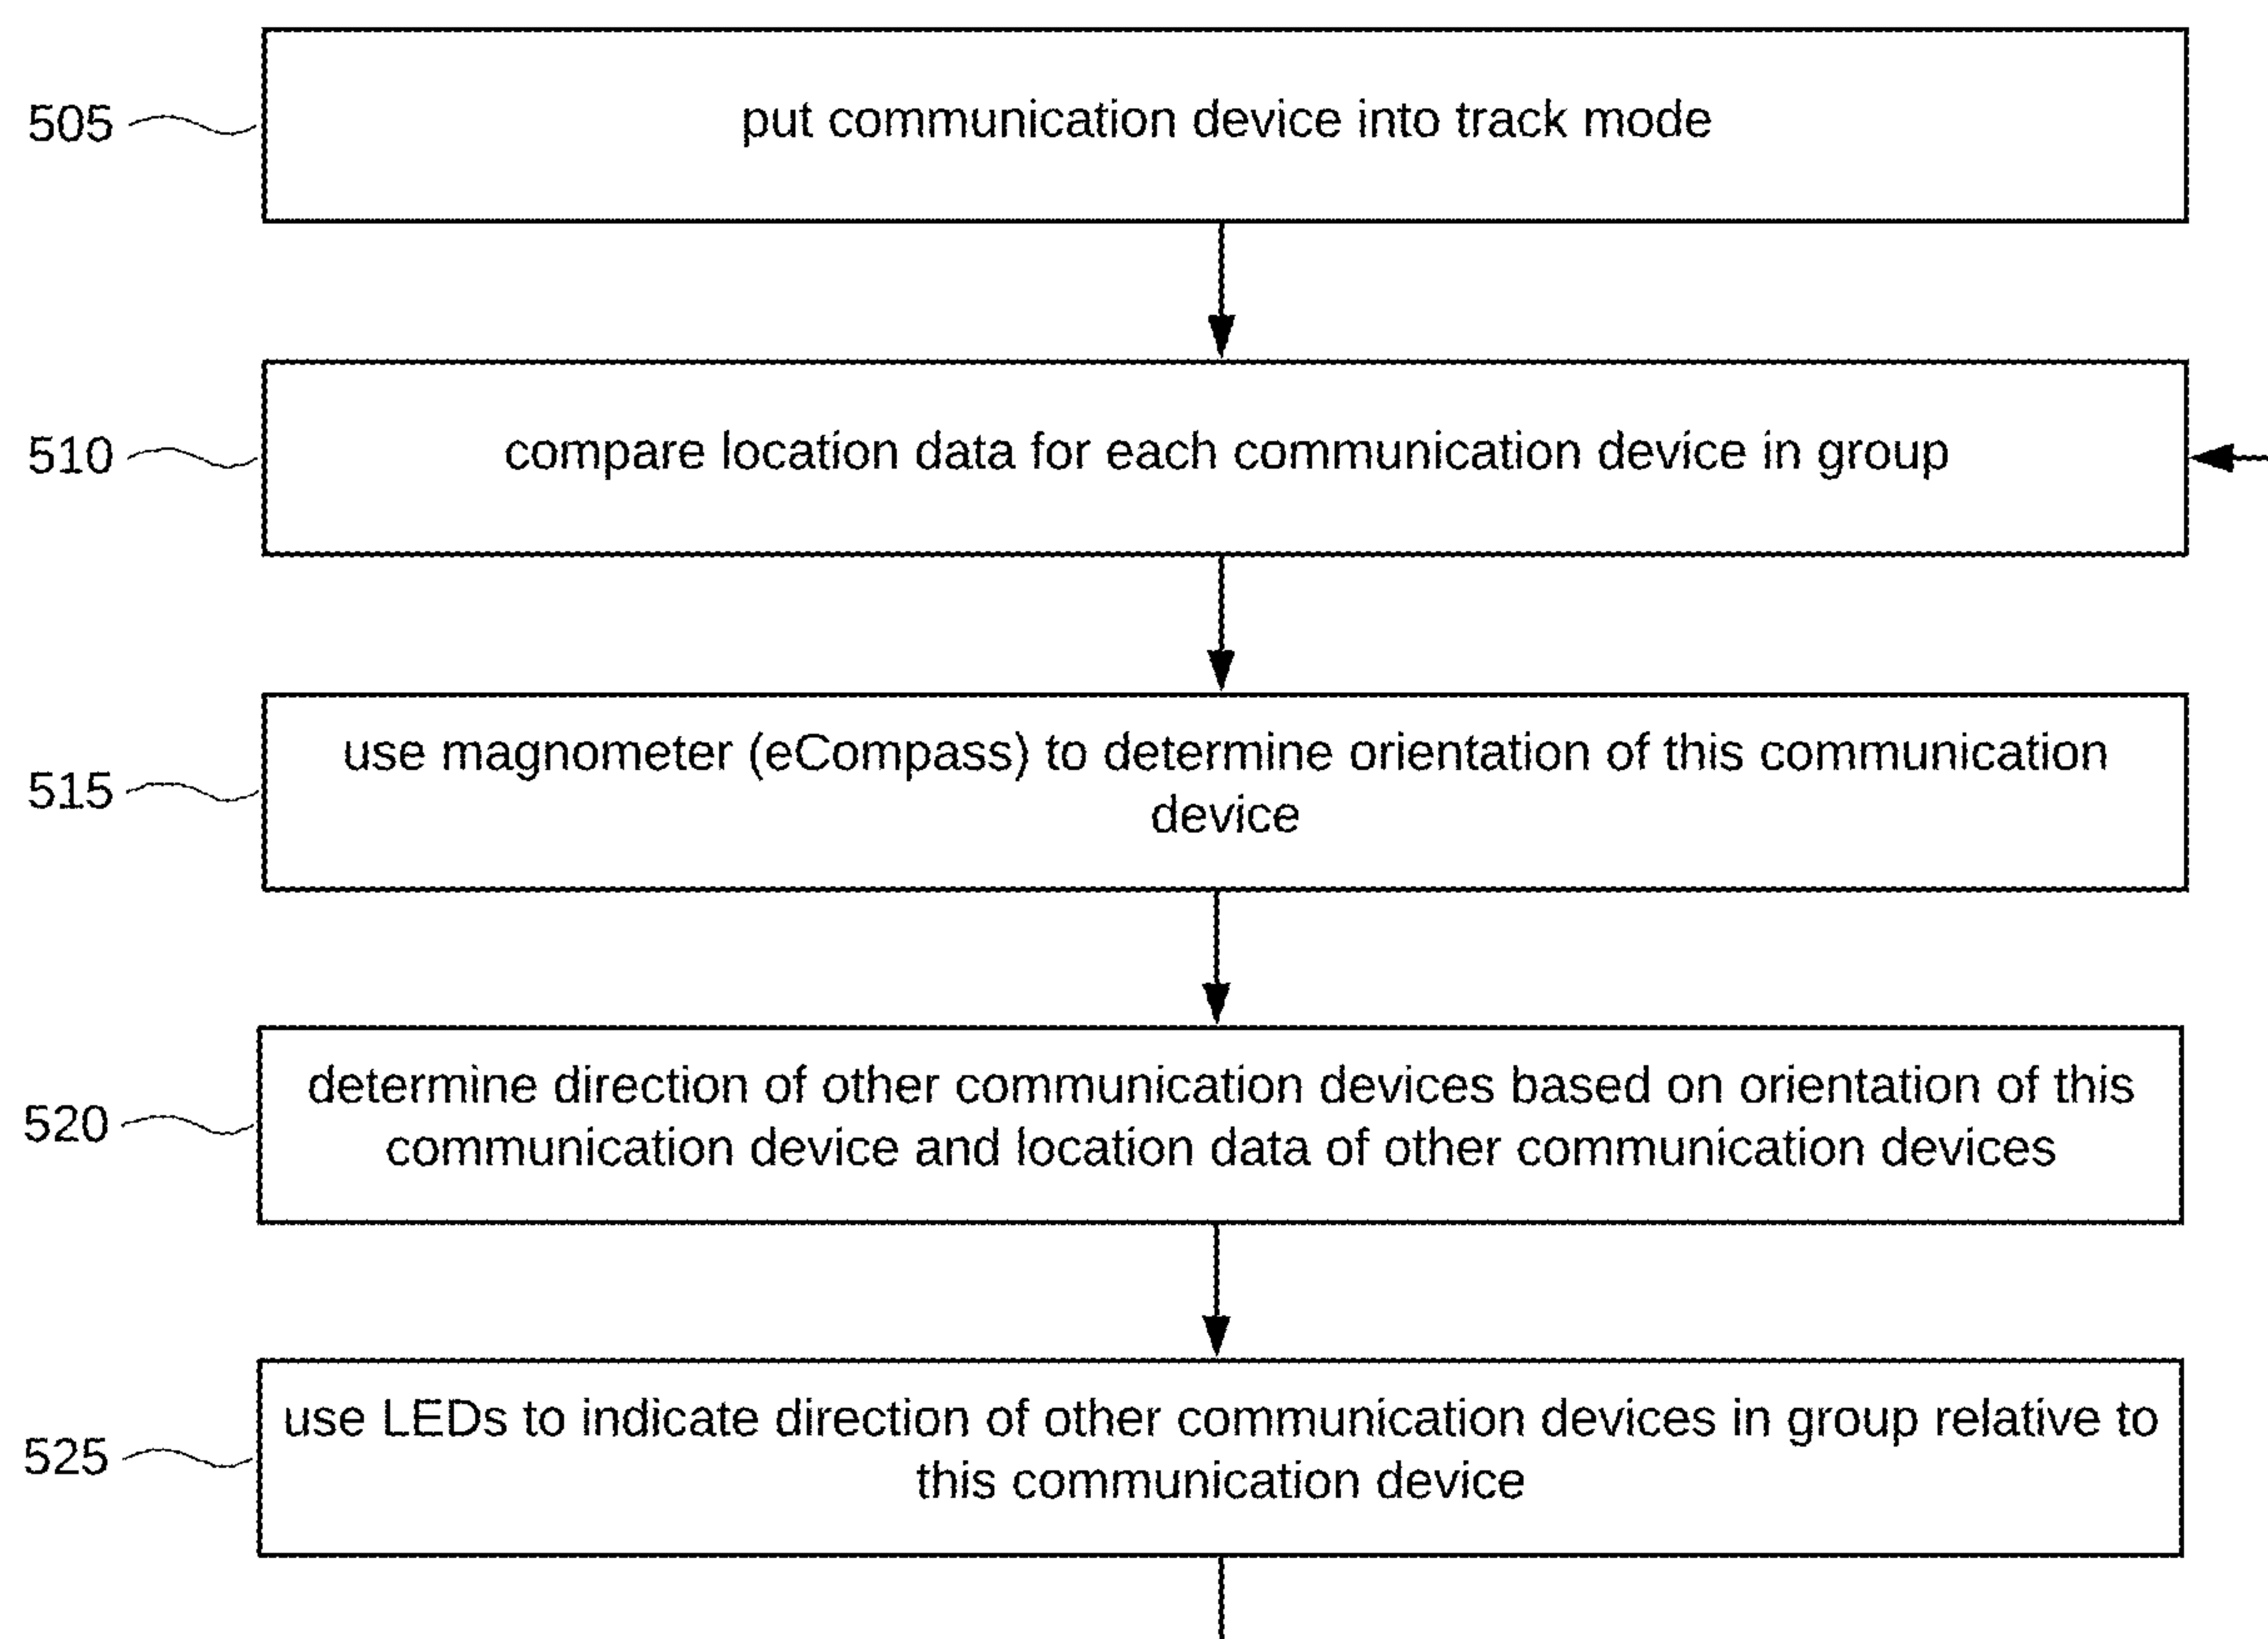 505
put communication device into track mode
510
compare location data for each communication device in group
515
use magnometer (eCompass) to determine orientation of this communication
device
520
determine direction of other communication devices based on orientation of this
communication device and location data of other communication devices
525
use LEDs to indicate direction of other communication devices in group relative to
this communication device